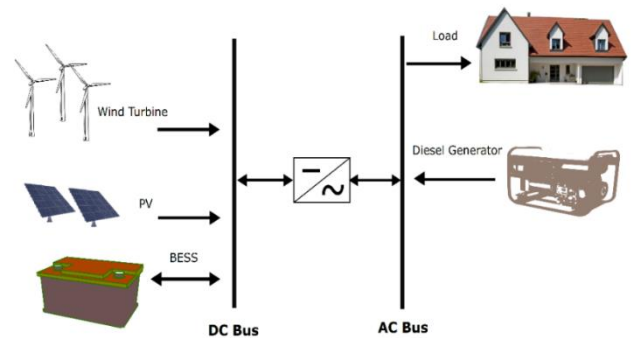 Load
Wind Turbine
Diesel Generator
PV
BESS
DC Bus
AC Bus